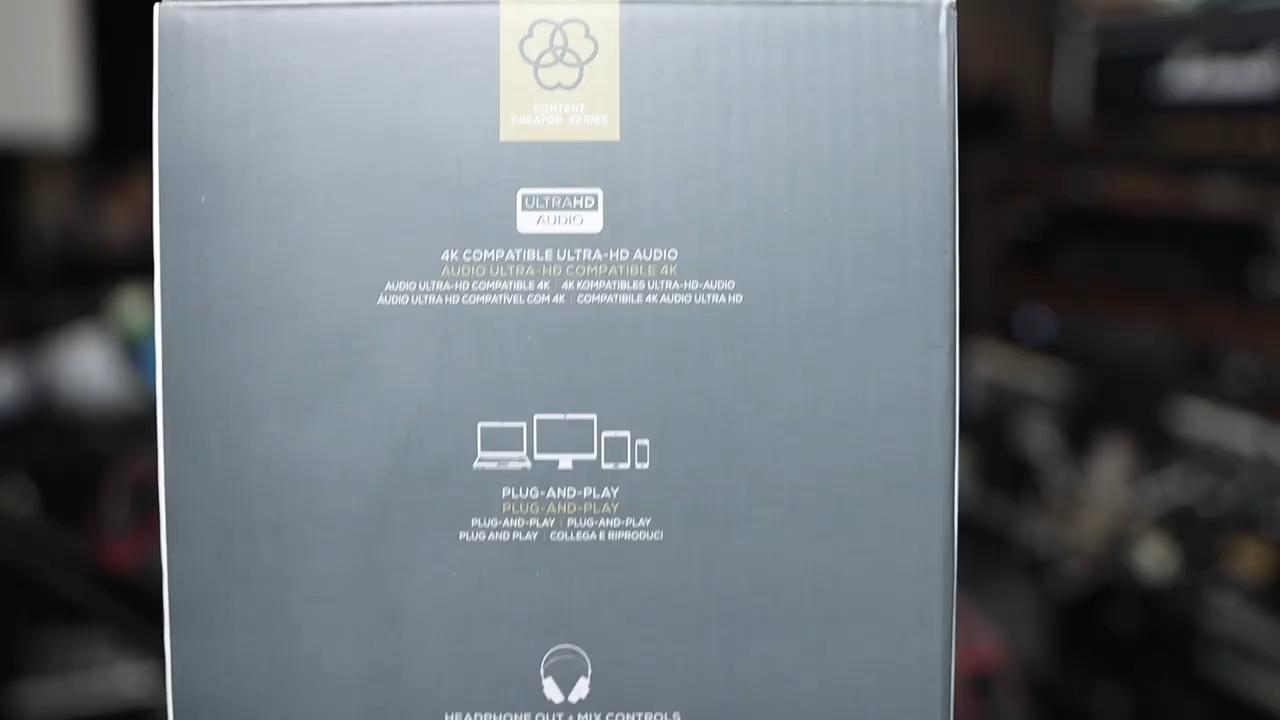 CONTENT
CREATOR SERIES
ULTRAHD
AUDIO
4K COMPATIBLE ULTRA-HD AUDIO
AUDIO ULTRA-HD COMPATIBLE 4K
AUDIO ULTRA-HD COMPATIBLE 4K | 4K KOMPATIBLES ULTRA-HD-AUDIO
ÁUDIO ULTRA HD COMPATÍVEL COM 4K | COMPATIBILE 4K AUDIO ULTRA HD
PLUG-AND-PLAY
PLUG-AND-PLAY
PLUG-AND-PLAY | PLUG-AND-PLAY
PLUG AND PLAY | COLLEGA E RIPRODUCI
HEADPHONE OUT + MIX CONTROLS